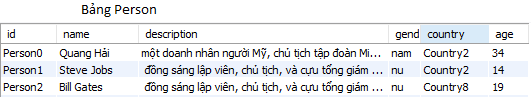 Bảng Person
id name description gend country age
Person0 Quang Hải một doanh nhân người Mỹ, chủ tịch tập đoàn Mi... nam Country2 34
Person1 Steve Jobs đồng sáng lập viên, chủ tịch, và cựu tổng giám ... nu Country2 14
Person2 Bill Gates đồng sáng lập viên, chủ tịch, và cựu tổng giám ... nu Country8 19